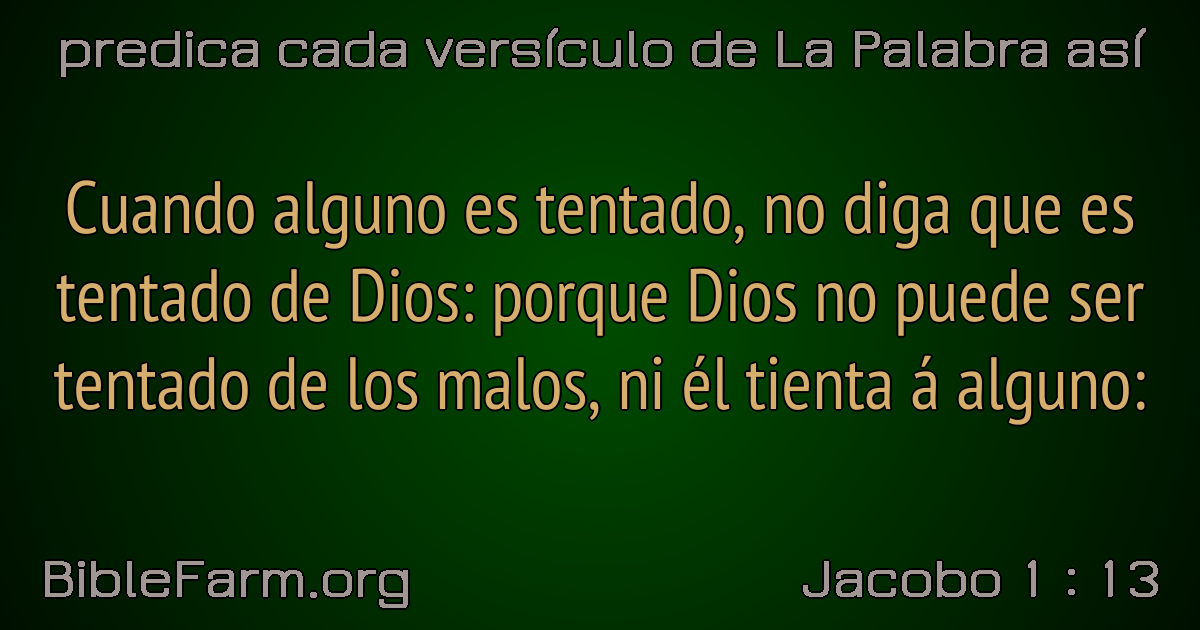 predica cada versículo de La Palabra así
Cuando alguno es tentado, no diga que es
tentado de Dios: porque Dios no puede ser
tentado de los malos, ni él tienta á alguno:
BibleFarm.org
Jacobo 1 : 13